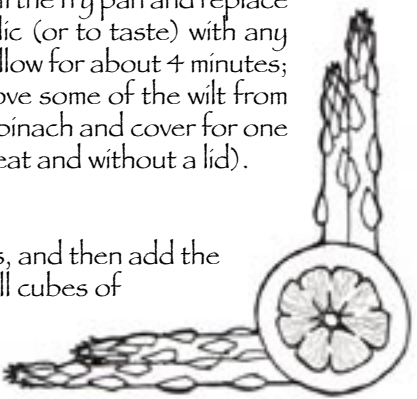 the fry pan and replace
lic (or to taste) with any
llow for about 4 minutes;
ove some of the wilt from
pinach and cover for one
eat and without a lid).
s, and then add the
ll cubes of